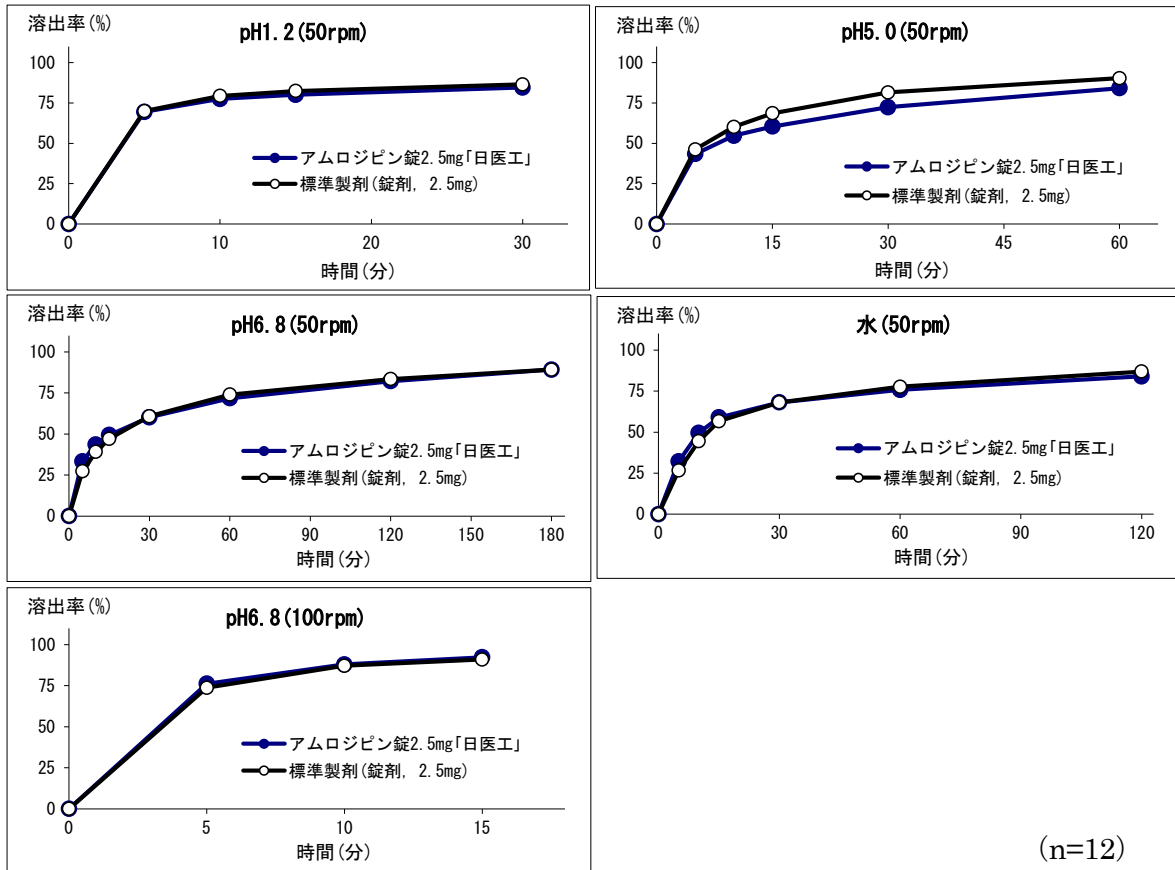 溶出率(%)
pH1.2(50rpm)
100
75
50
25
0
アムロジピン錠2.5mg「日医工」
標準製剤(錠剤, 2.5mg)
0 10 20 30
時間(分)
溶出率(%)
pH5.0(50rpm)
100
75
50
25
0
アムロジピン錠2.5mg「日医工」
標準製剤(錠剤, 2.5mg)
0 15 30 45 60
時間(分)
溶出率(%)
pH6.8(50rpm)
100
75
50
25
0
アムロジピン錠2.5mg「日医工」
標準製剤(錠剤, 2.5mg)
0 30 60 90 120 150 180
時間(分)
溶出率(%)
水(50rpm)
100
75
50
25
0
アムロジピン錠2.5mg「日医工」
標準製剤(錠剤, 2.5mg)
0 30 60 90 120
時間(分)
溶出率(%)
pH6.8(100rpm)
100
75
50
25
0
アムロジピン錠2.5mg「日医工」
標準製剤(錠剤, 2.5mg)
0 5 10 15
時間(分)
(n=12)